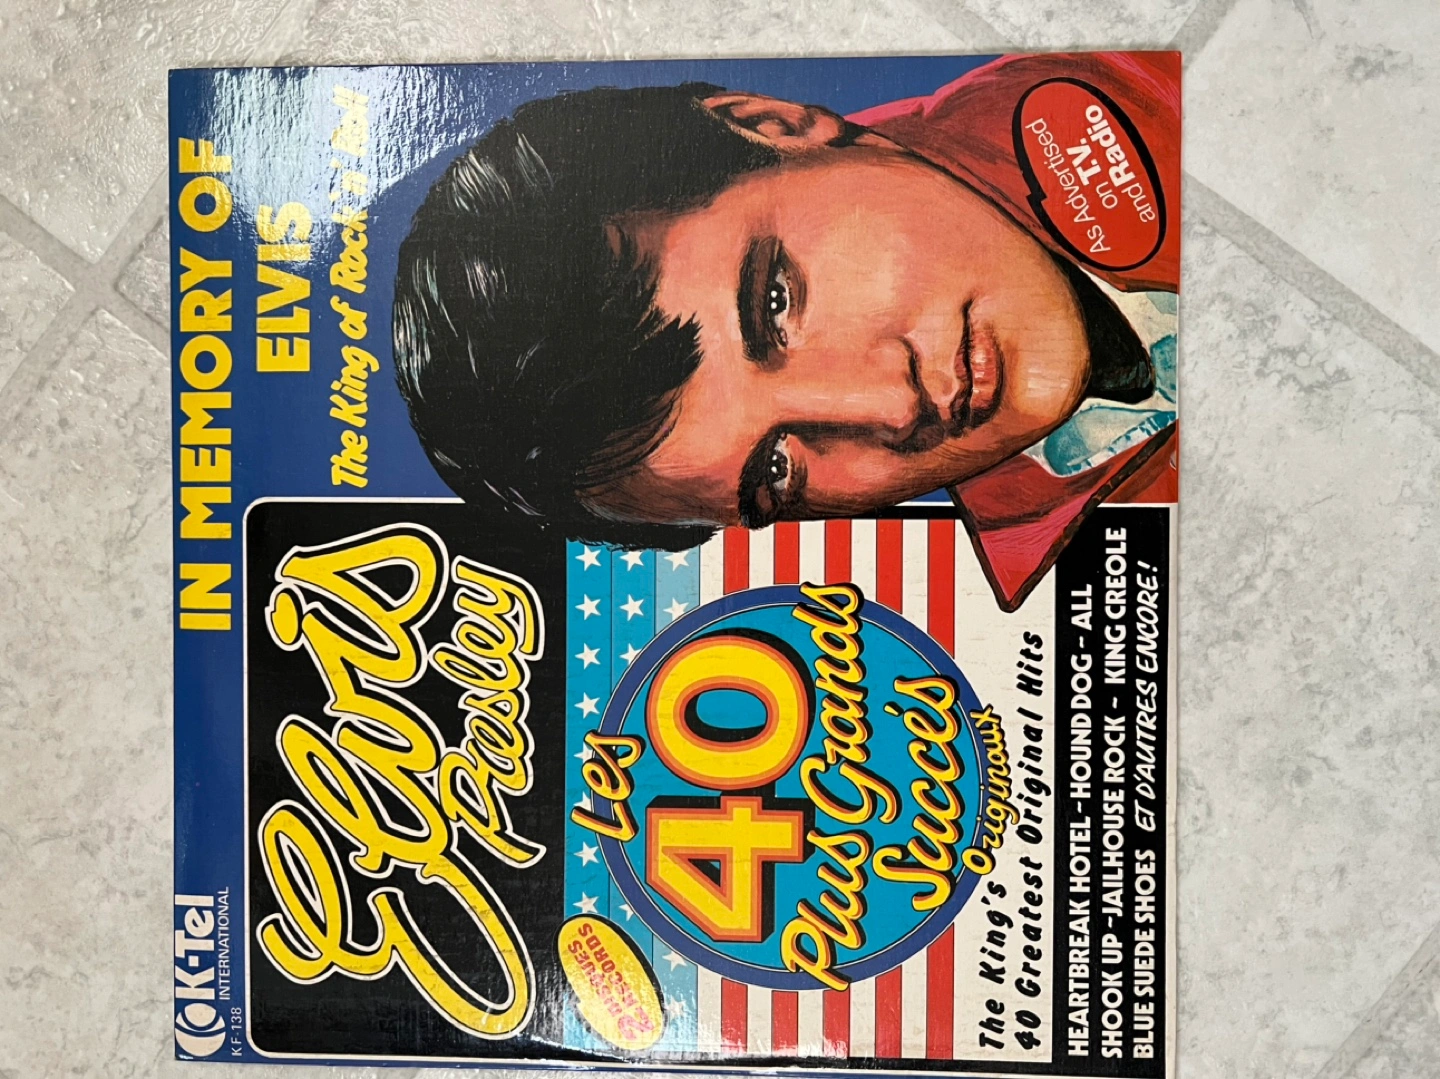 K-Tel
INTERNATIONAL
KF-138
IN MEMORY OF
ELVIS
The King of Rock 'n' Roll
Elvis
Presley
2 DISQUES
RECORDS
Les
40
Plus Grands
Succés
Originaux
The King's
40 Greatest Original Hits
HEARTBREAK HOTEL - HOUND DOG - ALL
SHOOK UP - JAILHOUSE ROCK - KING CREOLE
BLUE SUEDE SHOES ET D'AUTRES ENCORE!
As Advertised
on T.V.
and Radio